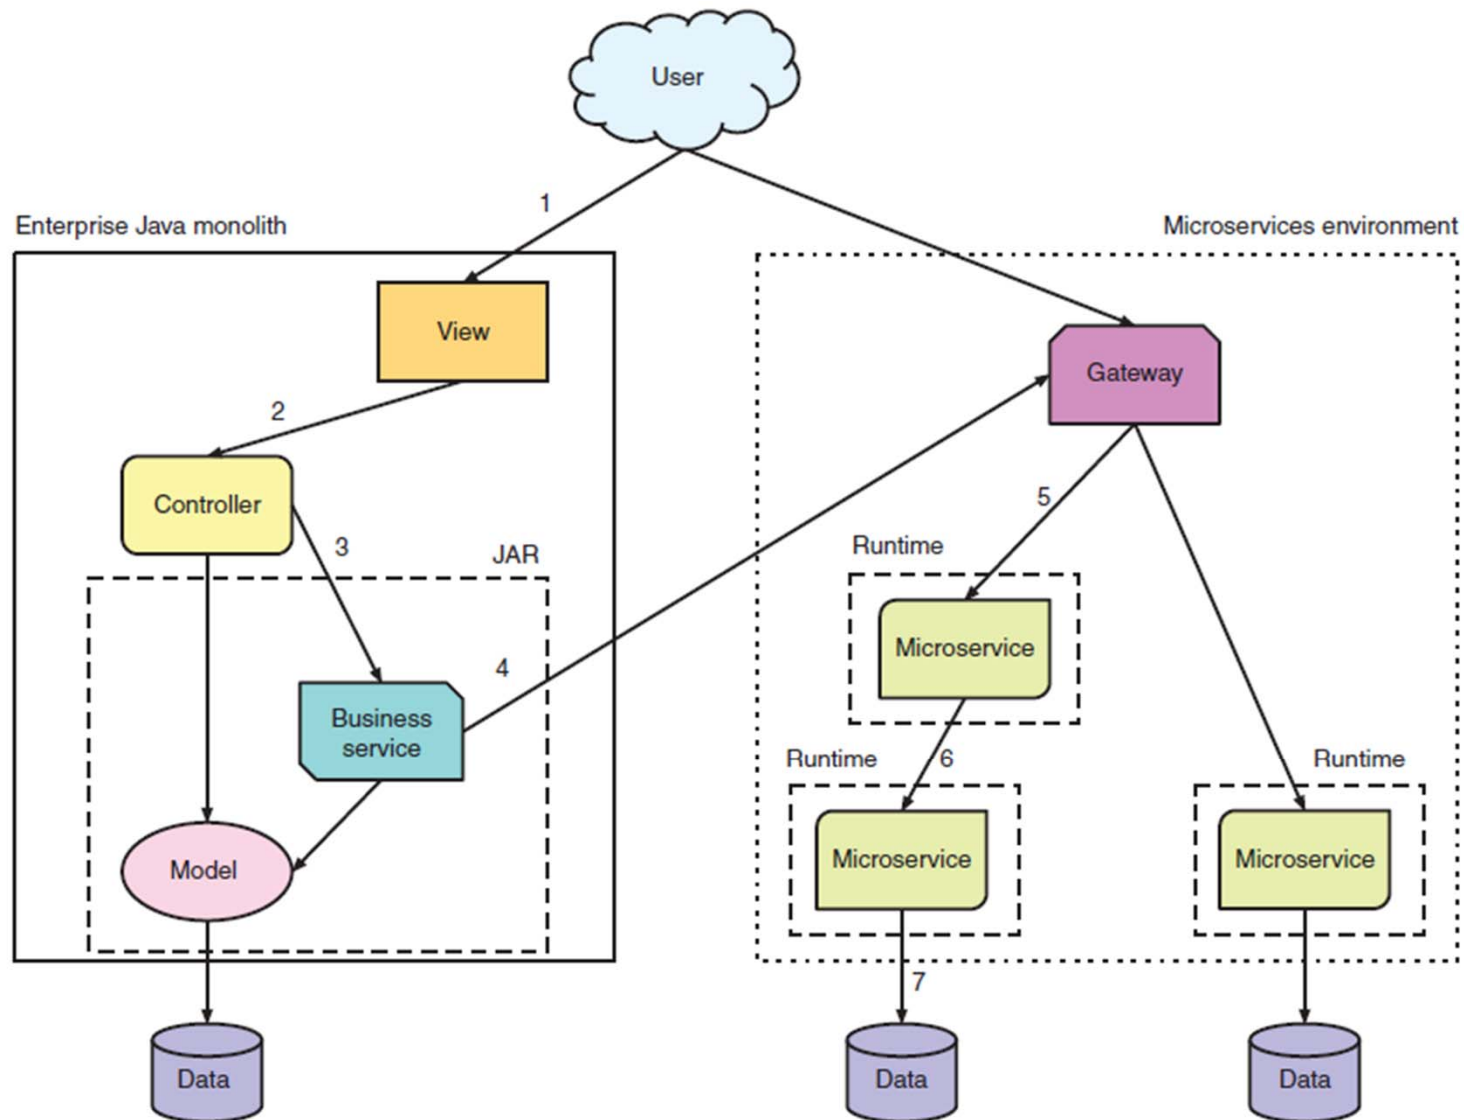 User
1
Enterprise Java monolith
Microservices environment
View
Gateway
2
Controller
5
3
JAR
Runtime
Microservice
4
Business
service
Runtime
6
Runtime
Microservice
Microservice
Model
7
Data
Data
Data